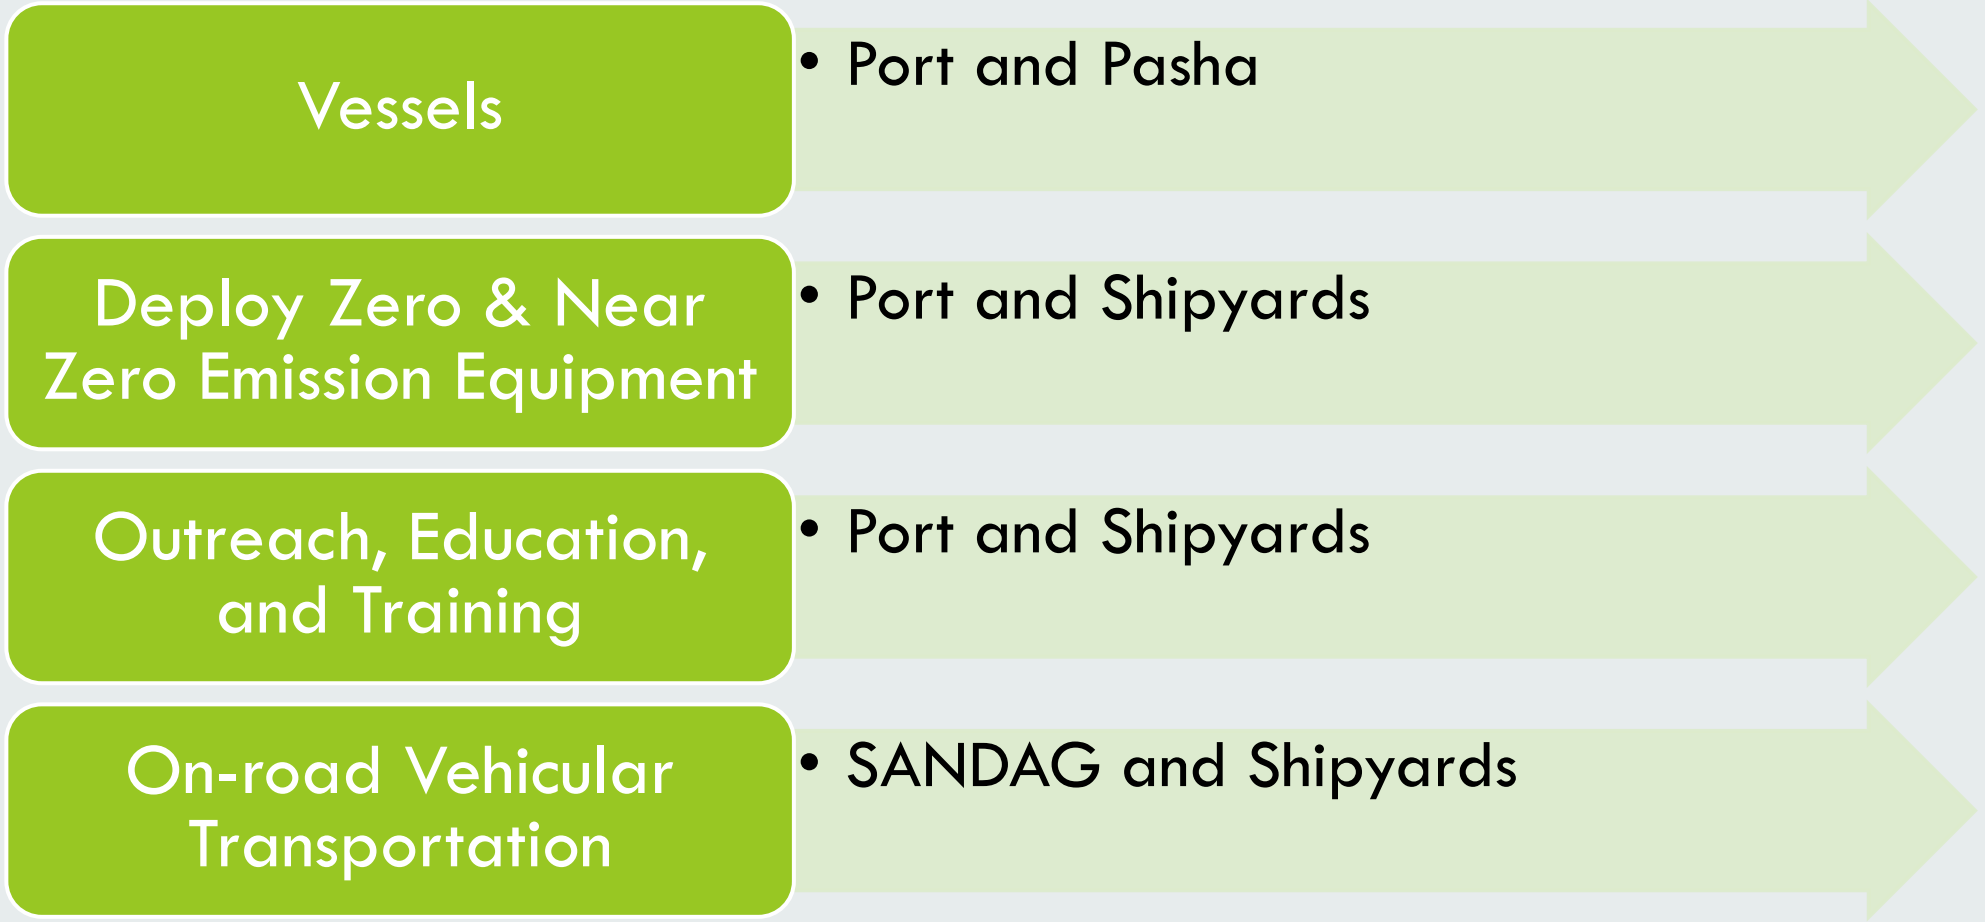 Vessels
• Port and Pasha
Deploy Zero & Near
Zero Emission Equipment
• Port and Shipyards
Outreach, Education,
and Training
• Port and Shipyards
On-road Vehicular
Transportation
• SANDAG and Shipyards